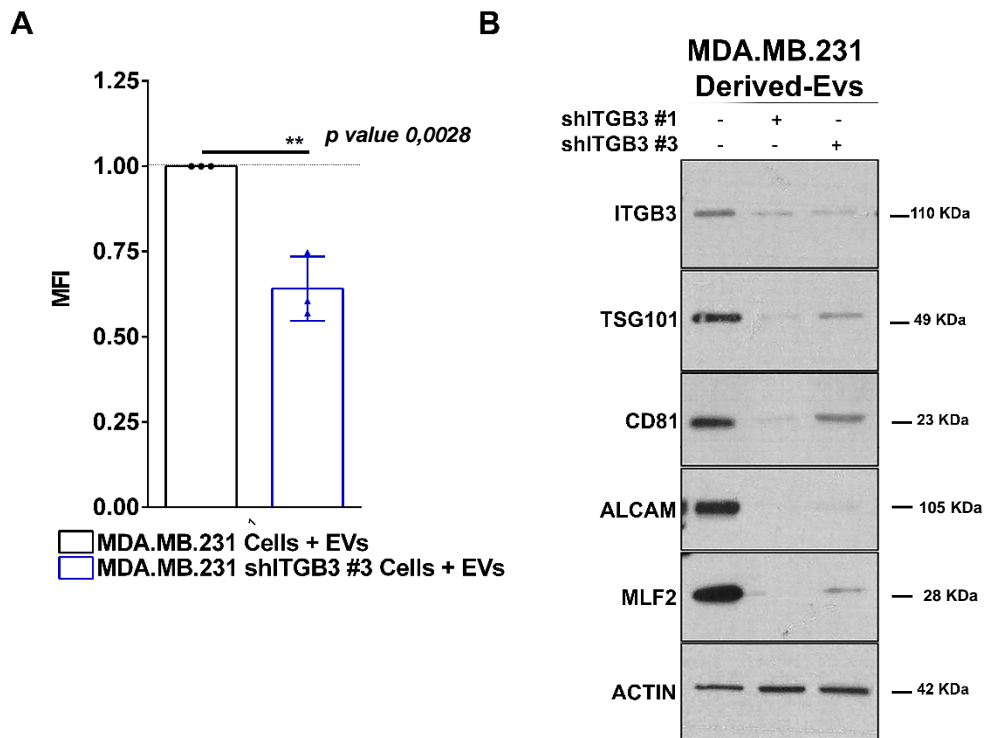 A
1.25
1.00
0.75
0.50
0.25
0.00
MFI
**
p value 0,0028
MDA.MB.231 Cells + EVs
MDA.MB.231 shITGB3 #3 Cells + EVs
B
MDA.MB.231
Derived-Evs
shITGB3 #1 - + -
shITGB3 #3 - - +
ITGB3 110 KDa
TSG101 49 KDa
CD81 23 KDa
ALCAM 105 KDa
MLF2 28 KDa
ACTIN 42 KDa